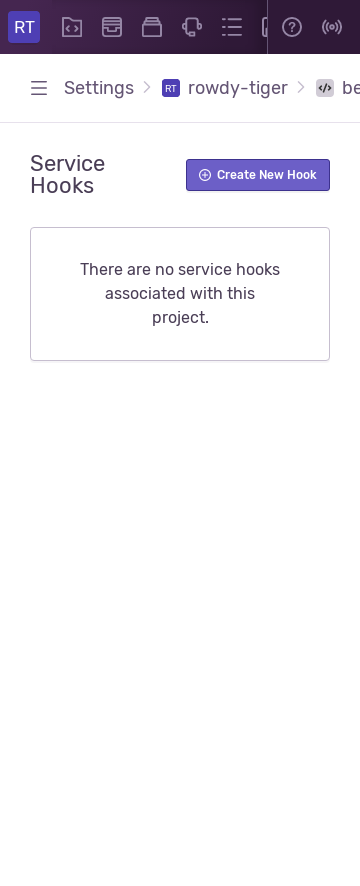 RT
Settings
RT rowdy-tiger
be
Service
Hooks
Create New Hook
There are no service hooks
associated with this
project.